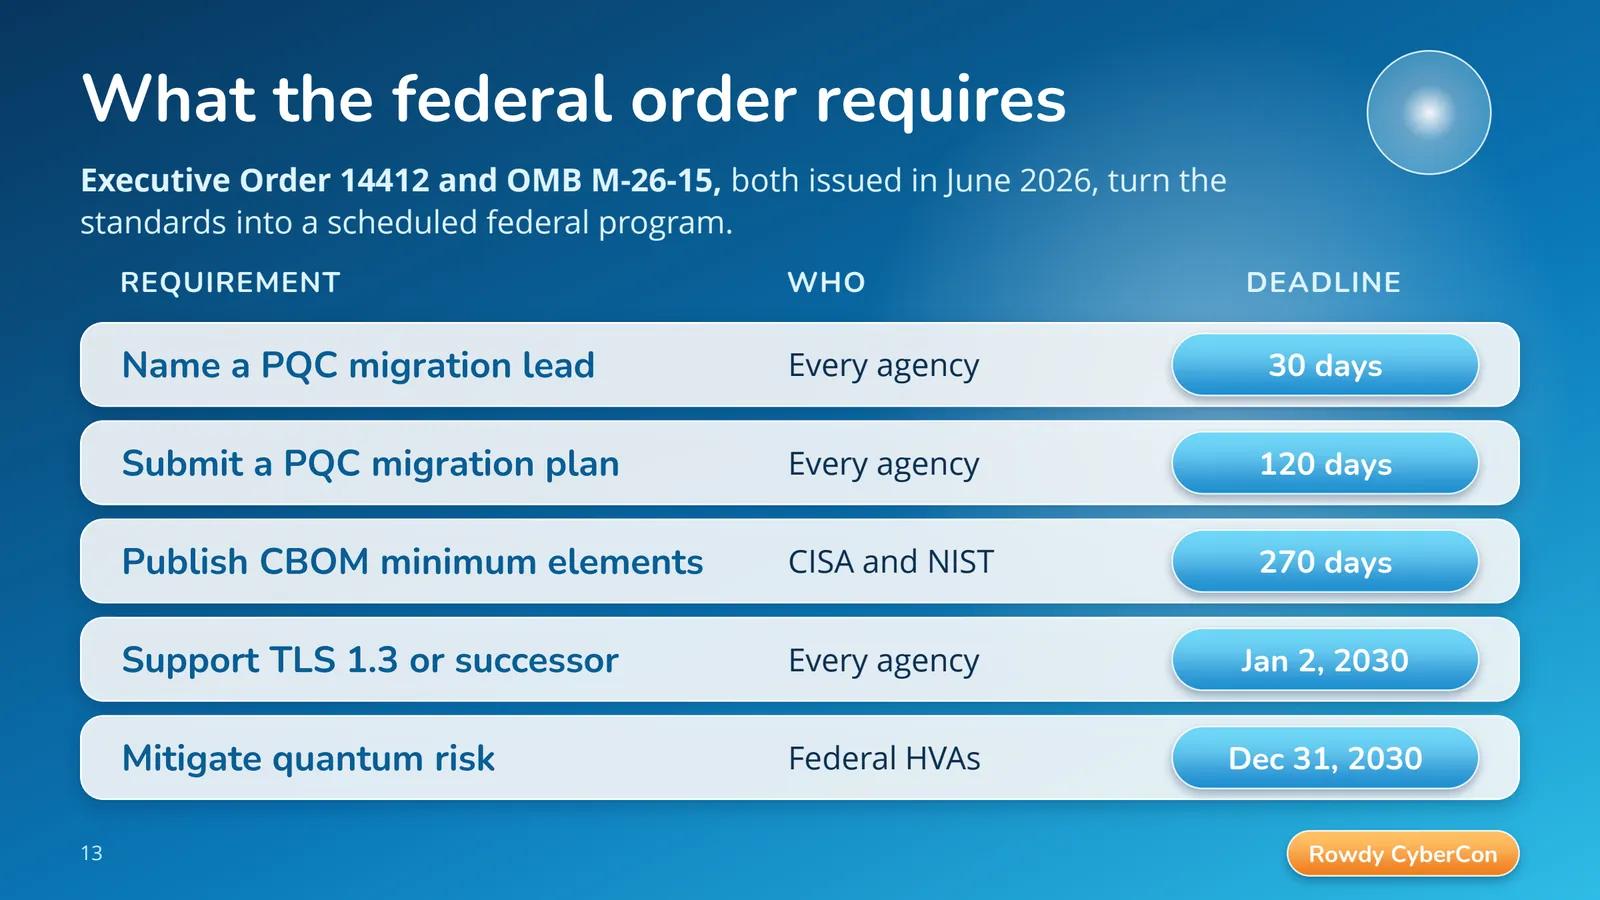 What the federal order requires
Executive Order 14412 and OMB M-26-15, both issued in June 2026, turn the
standards into a scheduled federal program.
REQUIREMENT WHO DEADLINE
Name a PQC migration lead Every agency 30 days
Submit a PQC migration plan Every agency 120 days
Publish CBOM minimum elements CISA and NIST 270 days
Support TLS 1.3 or successor Every agency Jan 2, 2030
Mitigate quantum risk Federal HVAs Dec 31, 2030
13 Rowdy CyberCon